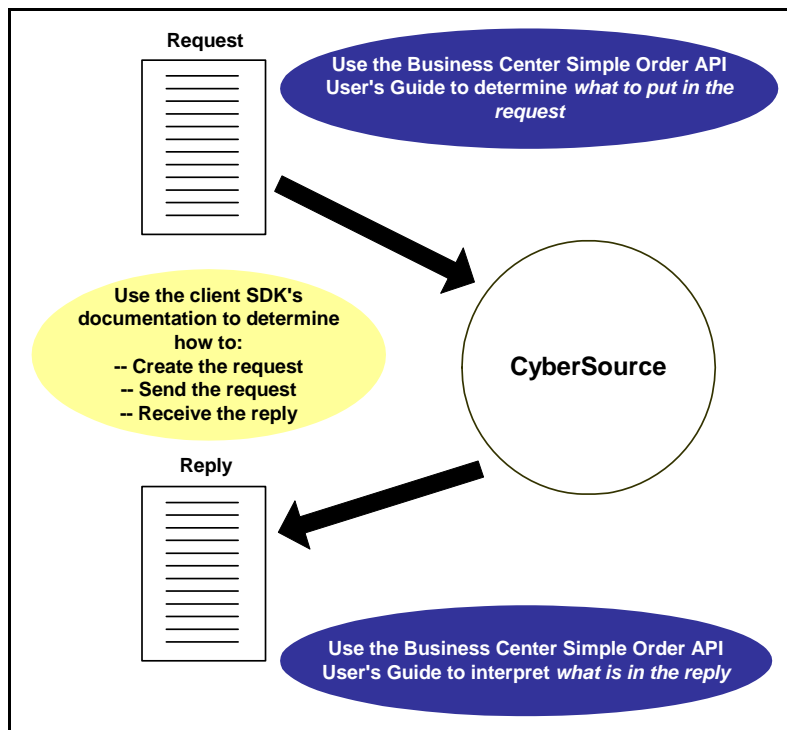 Request
Use the Business Center Simple Order API
User's Guide to determine what to put in the
request
Use the client SDK's
documentation to determine
how to:
-- Create the request
-- Send the request
-- Receive the reply
CyberSource
Reply
Use the Business Center Simple Order API
User's Guide to interpret what is in the reply